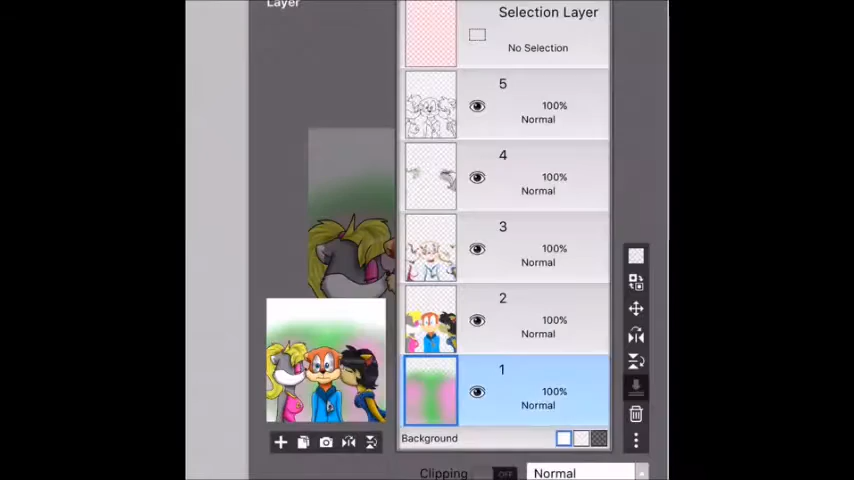 Layer
Selection Layer
No Selection
5
100%
Normal
4
100%
Normal
3
100%
Normal
2
100%
Normal
1
100%
Normal
Background
Clipping OFF Normal